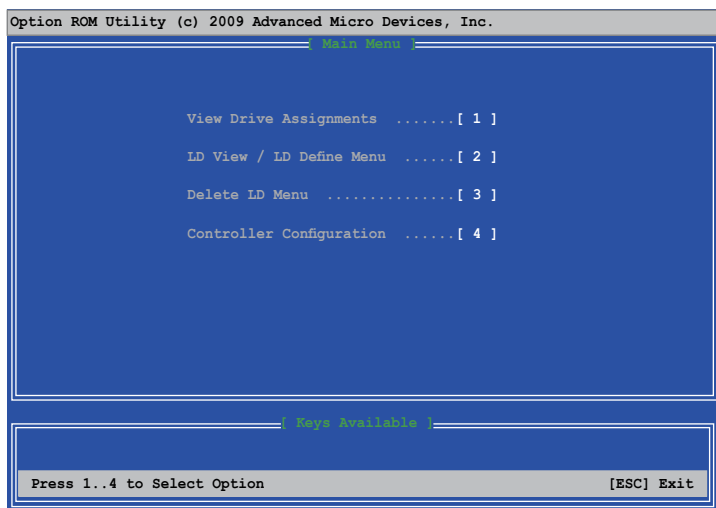 Option ROM Utility (c) 2009 Advanced Micro Devices, Inc.
[ Main Menu ]
View Drive Assignments .......[ 1 ]
LD View / LD Define Menu ......[ 2 ]
Delete LD Menu ...............[ 3 ]
Controller Configuration ......[ 4 ]
[ Keys Available ]
Press 1..4 to Select Option [ESC] Exit